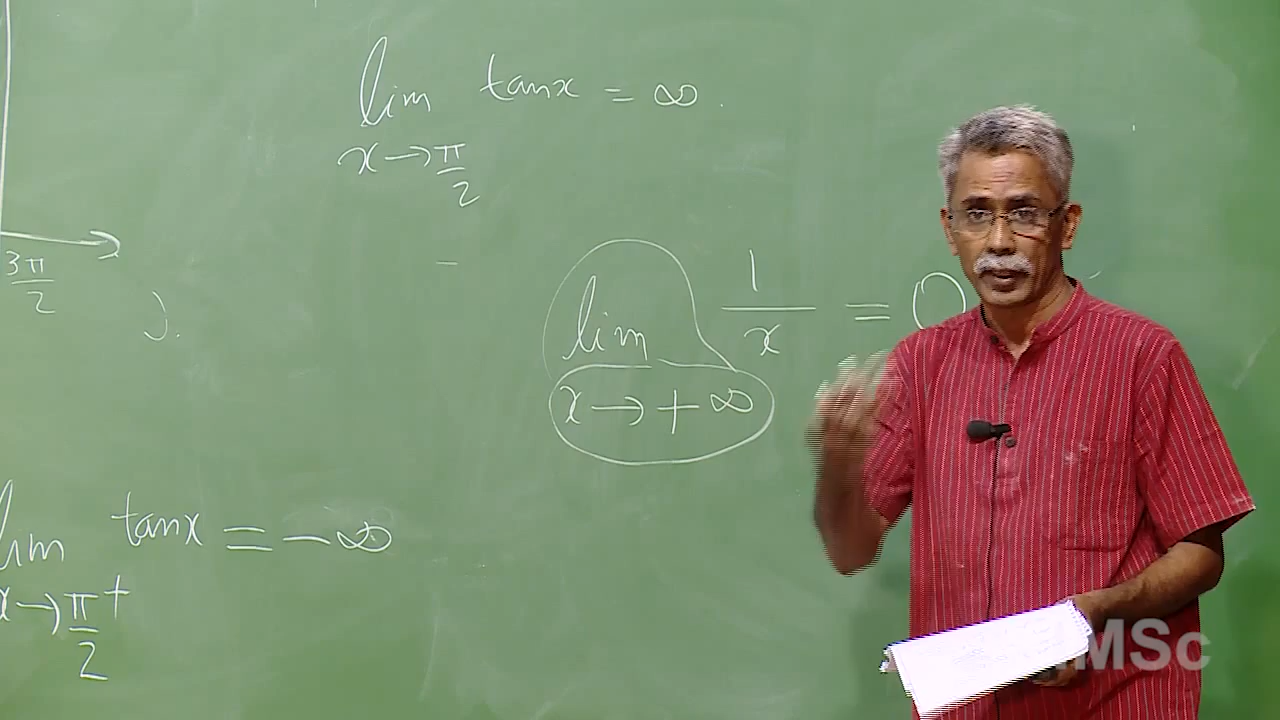 lim tanx = ∞.
x → π/2
3π/2
lim 1/x = 0
x → + ∞
lim tanx = −∞
x → π/2 +
IMSc